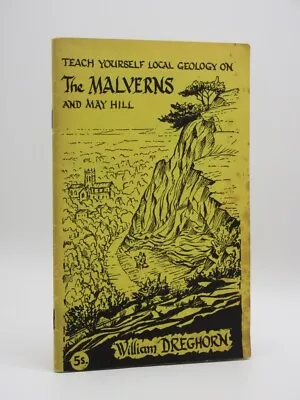 TEACH YOURSELF LOCAL GEOLOGY ON
The MALVERNS
AND MAY HILL
5s.
William DREGHORN